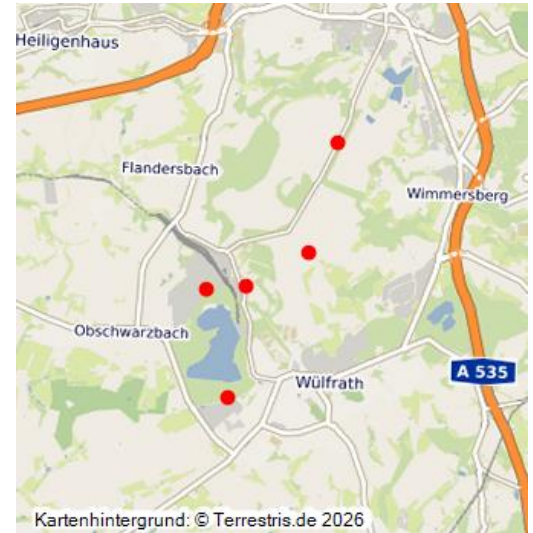 Heiligenhaus
Flandersbach
Wimmersberg
Obschwarzbach
A 535
Wülfrath
Kartenhintergrund: © Terrestris.de 2026